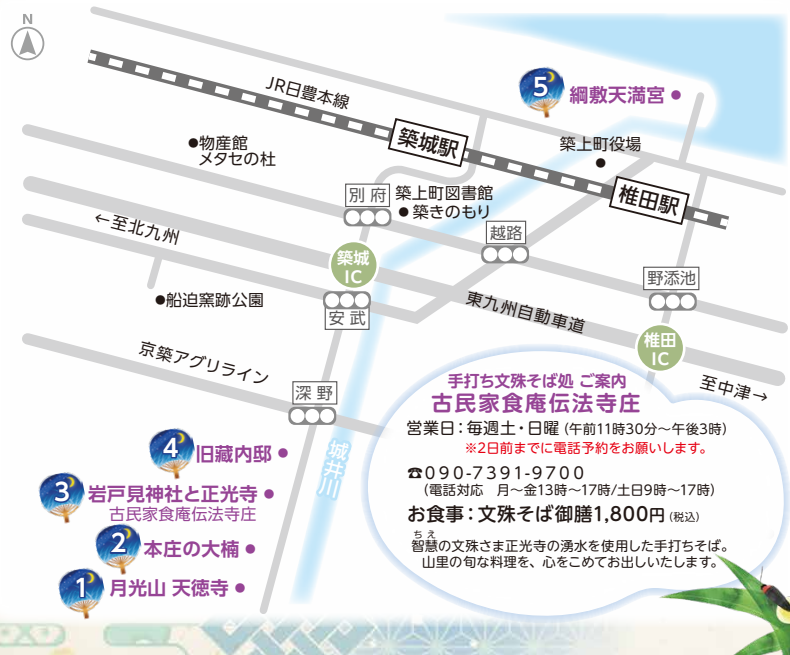 N
JR日豊本線
5
綱敷天満宮
築城駅
築上町役場
物産館
メタセの杜
椎田駅
別府
築上町図書館
築きのもり
←至北九州
越路
築城
IC
野添池
船迫窯跡公園
安武
東九州自動車道
椎田
IC
京築アグリライン
至中津→
深野
城井川
4
旧藏内邸
3
岩戸見神社と正光寺
古民家食庵伝法寺庄
2
本庄の大楠
1
月光山 天徳寺
手打ち文殊そば処 ご案内
古民家食庵伝法寺庄
営業日：毎週土・日曜（午前11時30分～午後3時）
※2日前までに電話予約をお願いします。
☎090-7391-9700
（電話対応　月～金13時～17時/土日9時～17時）
お食事：文殊そば御膳1,800円（税込）
ちえ
智慧の文殊さま正光寺の湧水を使用した手打ちそば。
山里の旬な料理を、心をこめてお出しいたします。